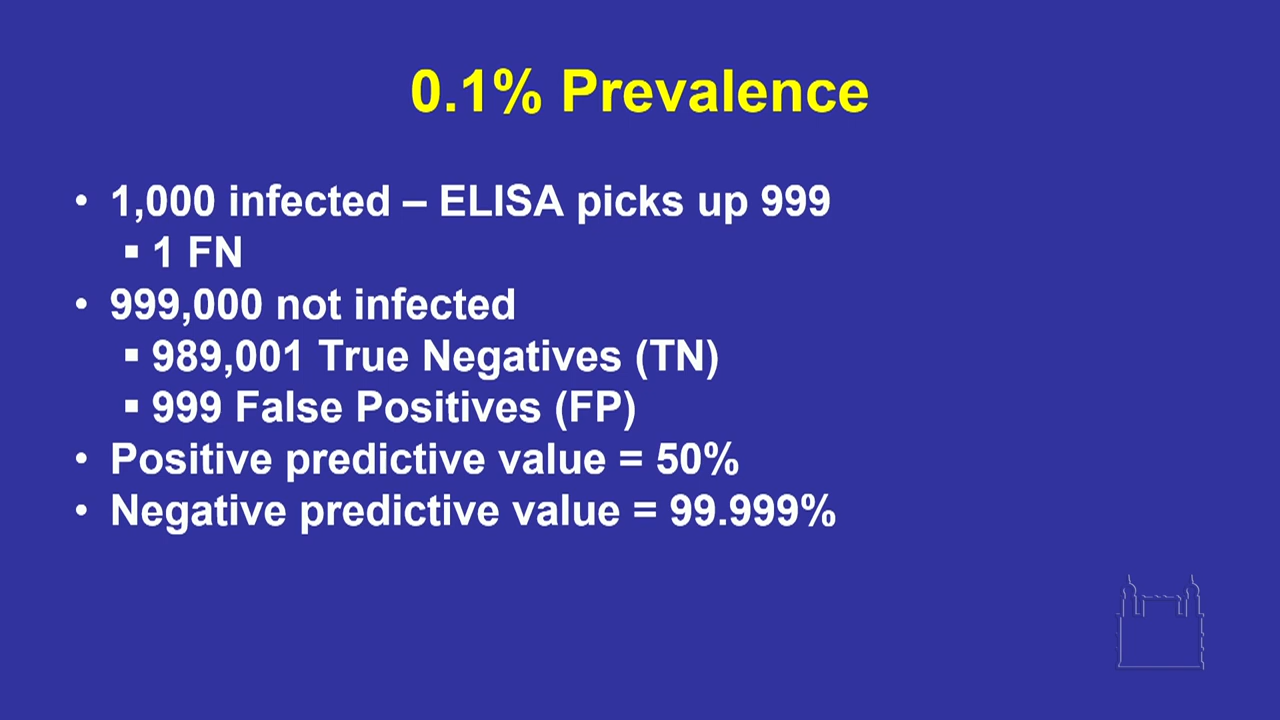 0.1% Prevalence
• 1,000 infected – ELISA picks up 999
▪ 1 FN
• 999,000 not infected
▪ 989,001 True Negatives (TN)
▪ 999 False Positives (FP)
• Positive predictive value = 50%
• Negative predictive value = 99.999%